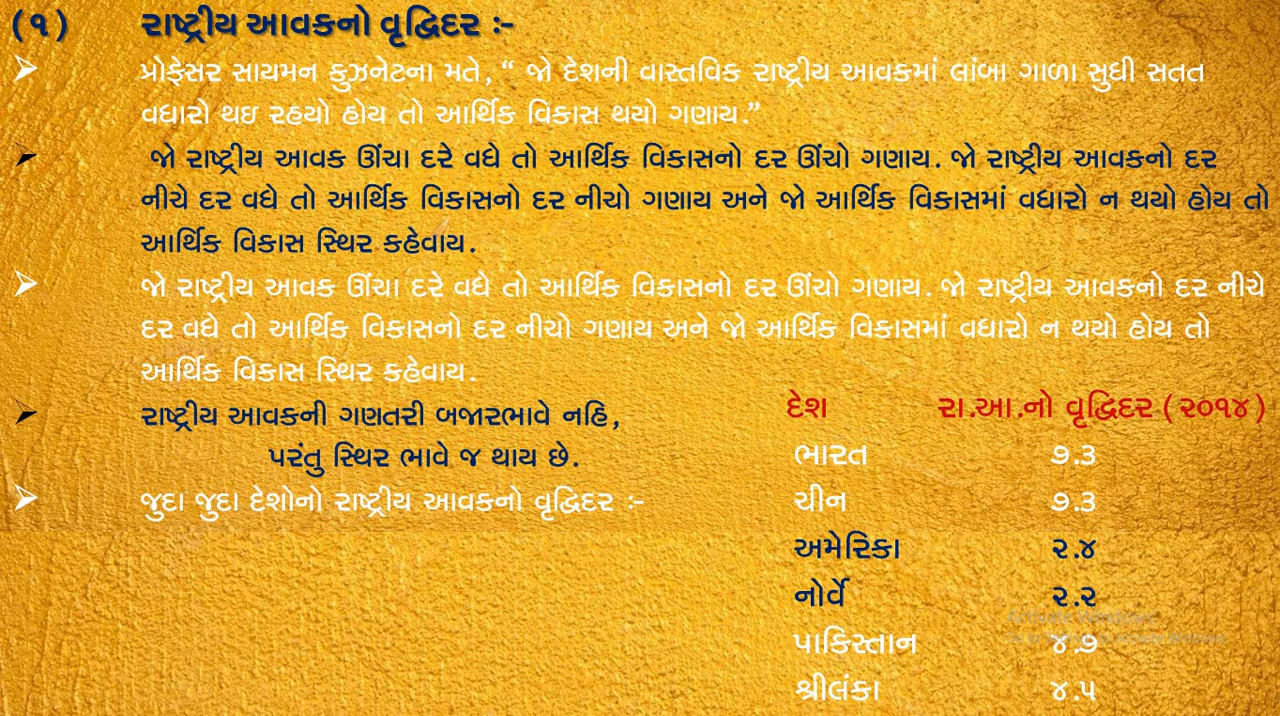 (૧) રાષ્ટ્રીય આવકનો વૃદ્ધિદર :-
➢ પ્રોફેસર સાયમન કુઝનેટના મતે, “ જો દેશની વાસ્તવિક રાષ્ટ્રીય આવકમાં લાંબા ગાળા સુધી સતત
વધારો થઇ રહયો હોય તો આર્થિક વિકાસ થયો ગણાય.”
➢ જો રાષ્ટ્રીય આવક ઊંચા દરે વધે તો આર્થિક વિકાસનો દર ઊંચો ગણાય. જો રાષ્ટ્રીય આવકનો દર
નીચે દર વધે તો આર્થિક વિકાસનો દર નીચો ગણાય અને જો આર્થિક વિકાસમાં વધારો ન થયો હોય તો
આર્થિક વિકાસ સ્થિર કહેવાય.
➢ જો રાષ્ટ્રીય આવક ઊંચા દરે વધે તો આર્થિક વિકાસનો દર ઊંચો ગણાય. જો રાષ્ટ્રીય આવકનો દર નીચે
દર વધે તો આર્થિક વિકાસનો દર નીચો ગણાય અને જો આર્થિક વિકાસમાં વધારો ન થયો હોય તો
આર્થિક વિકાસ સ્થિર કહેવાય.
➢ રાષ્ટ્રીય આવકની ગણતરી બજારભાવે નહિ,
પરંતુ સ્થિર ભાવે જ થાય છે.
➢ જુદા જુદા દેશોનો રાષ્ટ્રીય આવકનો વૃદ્ધિદર :-
દેશ રા.આ.નો વૃદ્ધિદર (૨૦૧૪)
ભારત ૭.૩
ચીન ૭.૩
અમેરિકા ૨.૪
નોર્વે ૨.૨
પાકિસ્તાન ૪.૭
શ્રીલંકા ૪.૫
Activate Windows